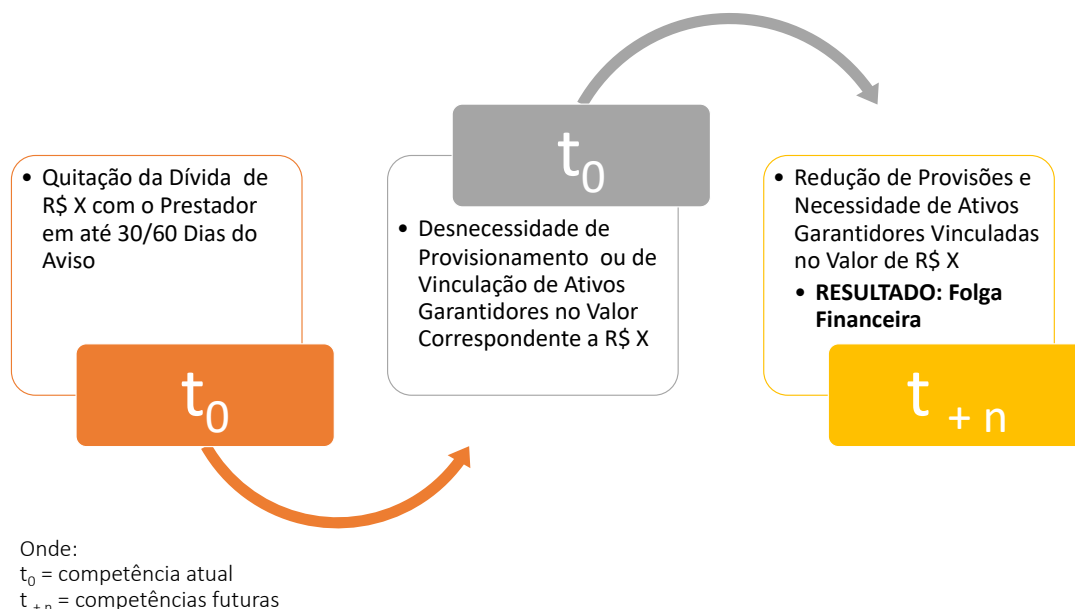 • Quitação da Dívida de
R$ X com o Prestador
em até 30/60 Dias do
Aviso
t₀
t₀
• Desnecessidade de
Provisionamento ou de
Vinculação de Ativos
Garantidores no Valor
Correspondente a R$ X
• Redução de Provisões e
Necessidade de Ativos
Garantidores Vinculadas
no Valor de R$ X
• RESULTADO: Folga
Financeira
t + n
Onde:
t₀ = competência atual
t + n = competências futuras